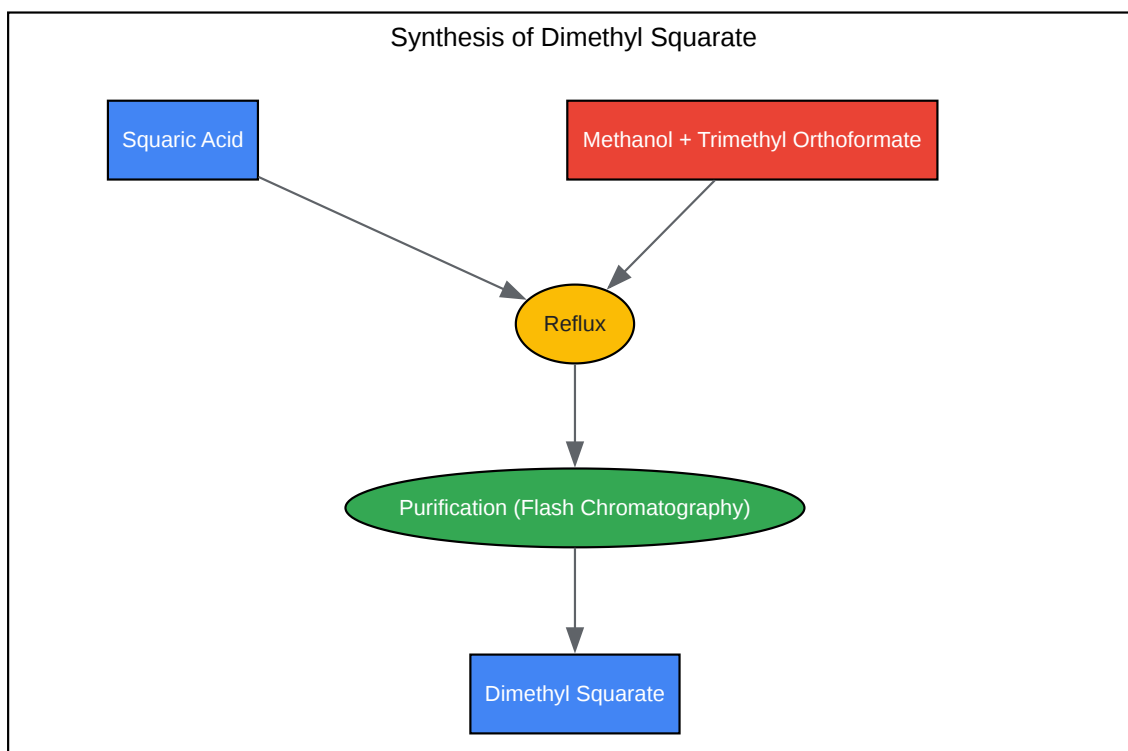 Synthesis of Dimethyl Squarate
Squaric Acid
Methanol + Trimethyl Orthoformate
Reflux
Purification (Flash Chromatography)
Dimethyl Squarate